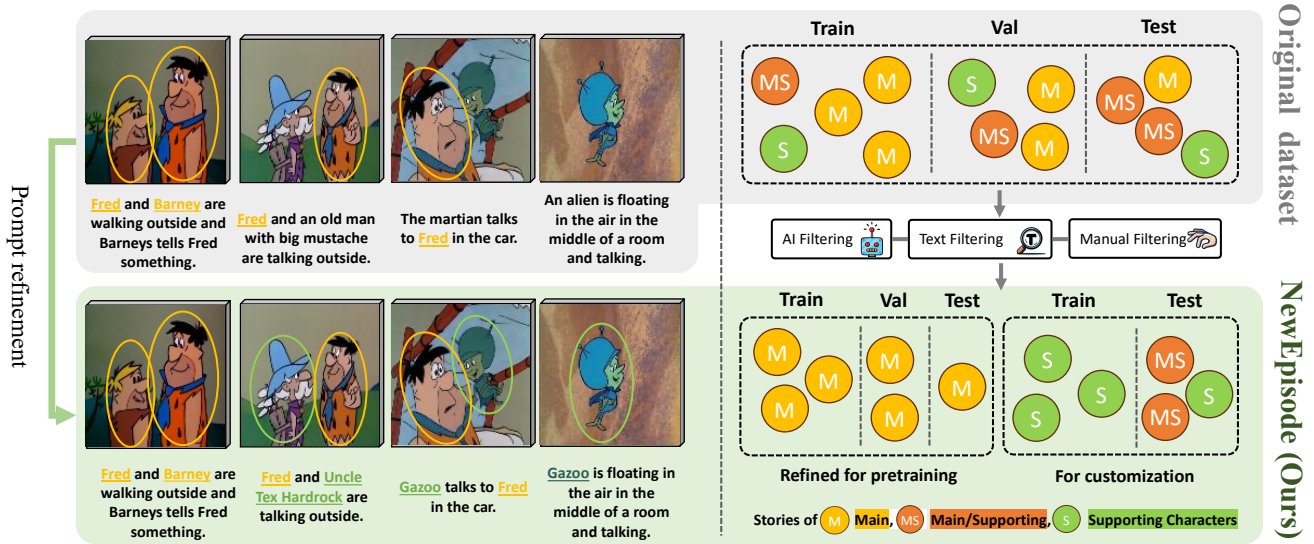 Original dataset
Train
Val
Test
MS
M
M
S
M
S
M
MS
M
M
MS
MS
S
Fred and Barney are
walking outside and
Barneys tells Fred
something.
Fred and an old man
with big mustache
are talking outside.
The martian talks
to Fred in the car.
An alien is floating
in the air in the
middle of a room
and talking.
AI Filtering
Text Filtering
T
Manual Filtering
Prompt refinement
NewEpisode (Ours)
Train
Val
Test
Train
Test
M
M
M
M
M
M
S
S
S
MS
S
MS
Refined for pretraining
For customization
Fred and Barney are
walking outside and
Barneys tells Fred
something.
Fred and Uncle
Tex Hardrock are
talking outside.
Gazoo talks to Fred
in the car.
Gazoo is floating in
the air in the
middle of a room
and talking.
Stories of M Main, MS Main/Supporting, S Supporting Characters